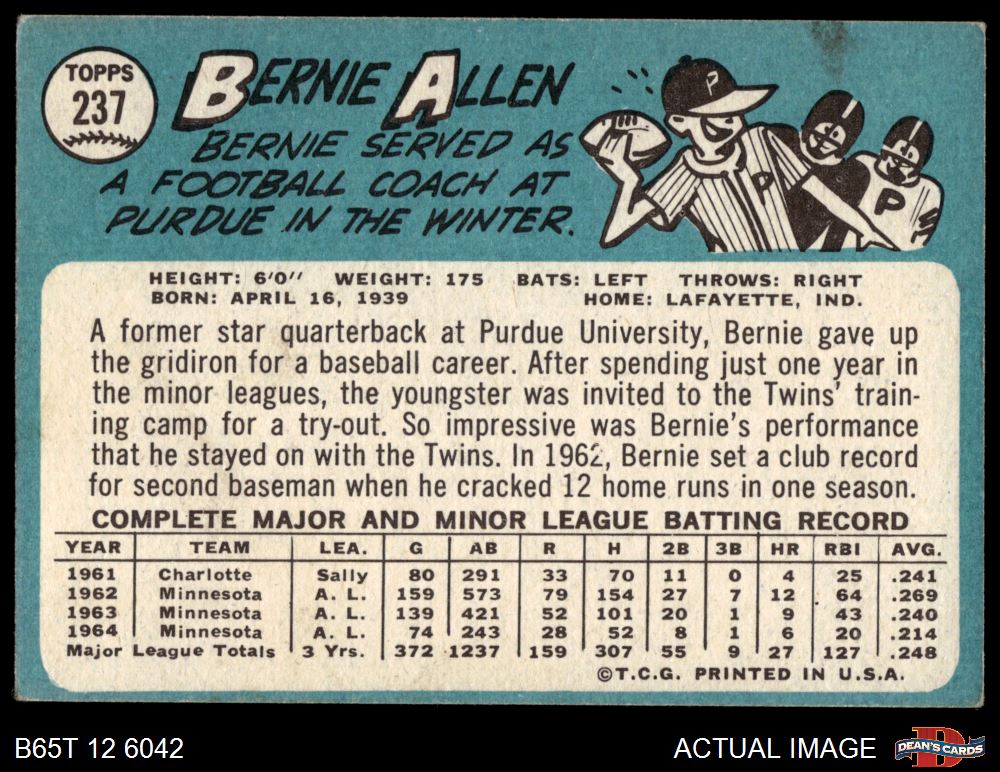 TOPPS
237
BERNIE ALLEN
BERNIE SERVED AS
A FOOTBALL COACH AT
PURDUE IN THE WINTER.
P
P
P
HEIGHT: 6'0" WEIGHT: 175 BATS: LEFT THROWS: RIGHT
BORN: APRIL 16, 1939 HOME: LAFAYETTE, IND.
A former star quarterback at Purdue University, Bernie gave up
the gridiron for a baseball career. After spending just one year in
the minor leagues, the youngster was invited to the Twins' train-
ing camp for a try-out. So impressive was Bernie's performance
that he stayed on with the Twins. In 1962, Bernie set a club record
for second baseman when he cracked 12 home runs in one season.
COMPLETE MAJOR AND MINOR LEAGUE BATTING RECORD
YEAR TEAM LEA. G AB R H 2B 3B HR RBI AVG.
1961 Charlotte Sally 80 291 33 70 11 0 4 25 .241
1962 Minnesota A. L. 159 573 79 154 27 7 12 64 .269
1963 Minnesota A. L. 139 421 52 101 20 1 9 43 .240
1964 Minnesota A. L. 74 243 28 52 8 1 6 20 .214
Major League Totals 3 Yrs. 372 1237 159 307 55 9 27 127 .248
©T.C.G. PRINTED IN U.S.A.
B65T 12 6042 ACTUAL IMAGE
D
DEAN'S CARDS